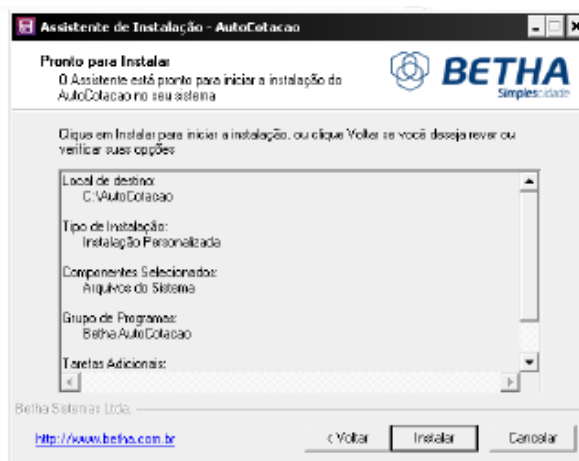 Assistente de Instalação - AutoCotacao
Pronto para Instalar
O Assistente está pronto para iniciar a instalação do
AutoCotacao no seu sistema
BETHA
Simplescidade
Clique em Instalar para iniciar a instalação, ou clique Voltar se você deseja rever ou
verificar suas opções
Local de destino:
C:\AutoCotacao
Tipo de Instalação:
Instalação Personalizada
Componentes Selecionados:
Arquivos do Sistema
Grupo de Programas:
Betha AutoCotacao
Tarefas Adicionais:
Betha Sistemas Ltda.
http://www.betha.com.br
< Voltar
Instalar
Cancelar